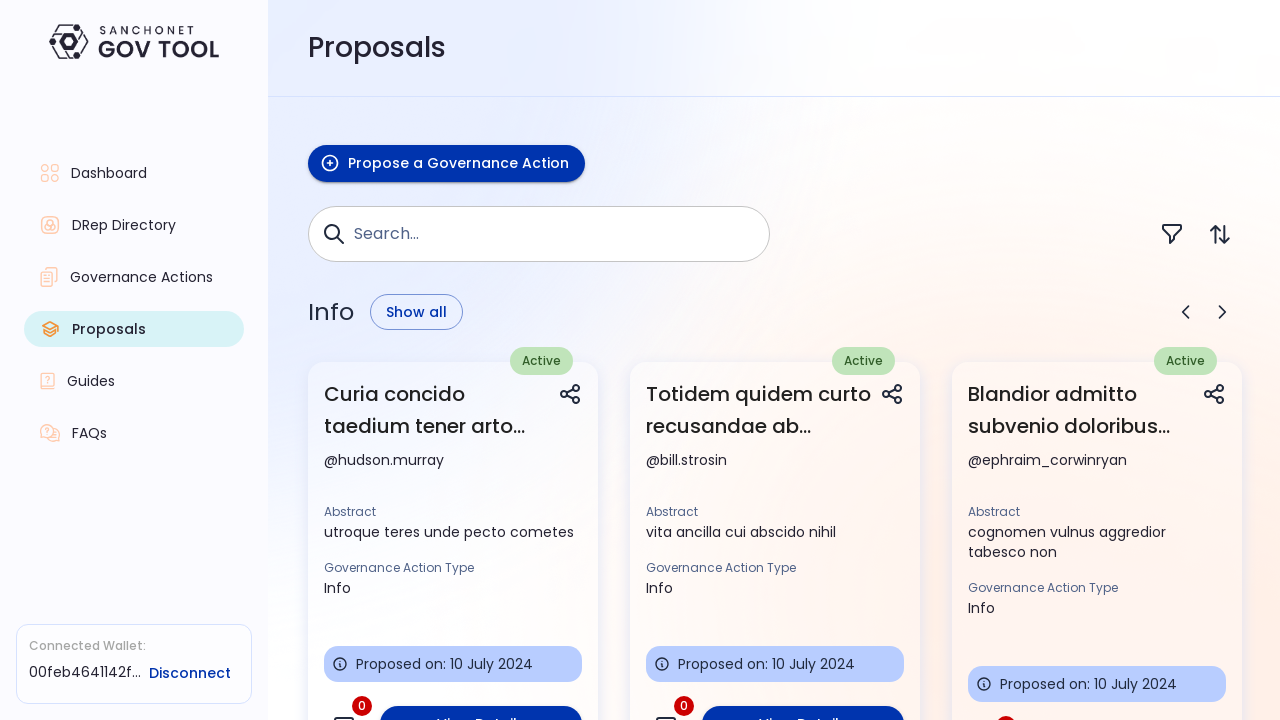 SANCHONET
GOV TOOL
Dashboard
DRep Directory
Governance Actions
Proposals
Guides
FAQs
Connected Wallet:
00feb4641142f...
Disconnect
Proposals
Propose a Governance Action
Search...
Info
Show all
Active
Curia concido
taedium tener arto...
@hudson.murray
Abstract
utroque teres unde pecto cometes
Governance Action Type
Info
Proposed on: 10 July 2024
0
View Details
Active
Totidem quidem curto
recusandae ab...
@bill.strosin
Abstract
vita ancilla cui abscido nihil
Governance Action Type
Info
Proposed on: 10 July 2024
0
View Details
Active
Blandior admitto
subvenio doloribus...
@ephraim_corwinryan
Abstract
cognomen vulnus aggredior
tabesco non
Governance Action Type
Info
Proposed on: 10 July 2024